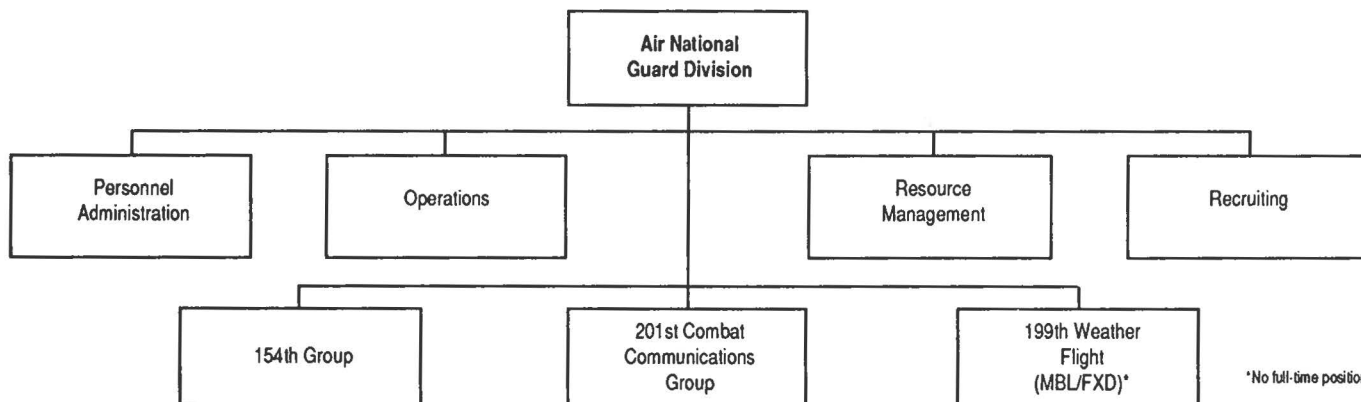 Air National
Guard Division
Personnel
Administration
Operations
Resource
Management
Recruiting
154th Group
201st Combat
Communications
Group
199th Weather
Flight
(MBL/FXD)*
*No full-time position